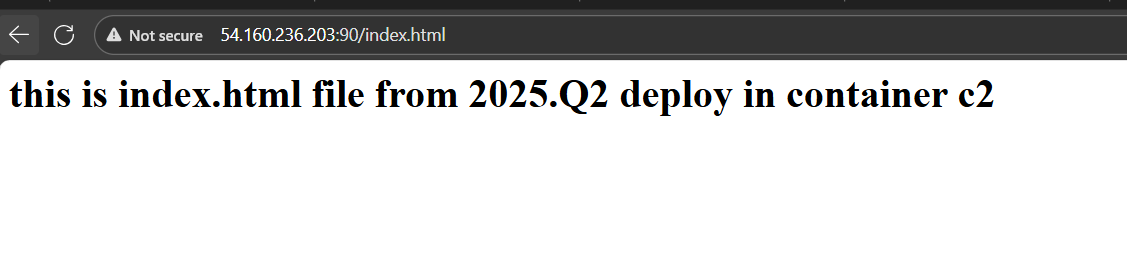 Not secure 54.160.236.203:90/index.html
this is index.html file from 2025.Q2 deploy in container c2